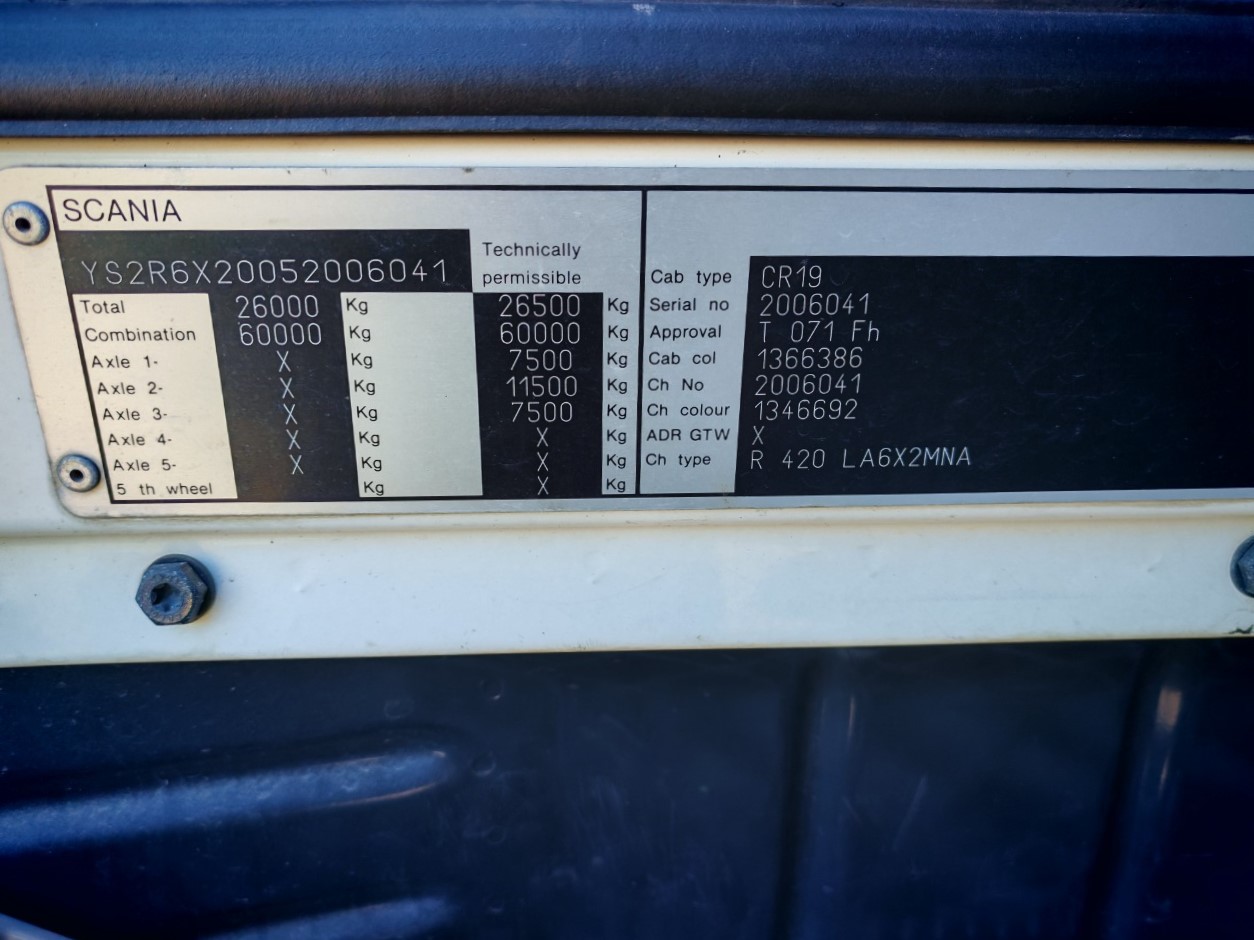 SCANIA
YS2R6X20052006041
Technically
permissible
Total 26000 Kg 26500 Kg
Combination 60000 Kg 60000 Kg
Axle 1- X Kg 7500 Kg
Axle 2- X Kg 11500 Kg
Axle 3- X Kg 7500 Kg
Axle 4- X Kg X Kg
Axle 5- X Kg X Kg
5 th wheel Kg X Kg
Cab type CR19
Serial no 2006041
Approval T 071 Fh
Cab col 1366386
Ch No 2006041
Ch colour 1346692
ADR GTW X
Ch type R 420 LA6X2MNA